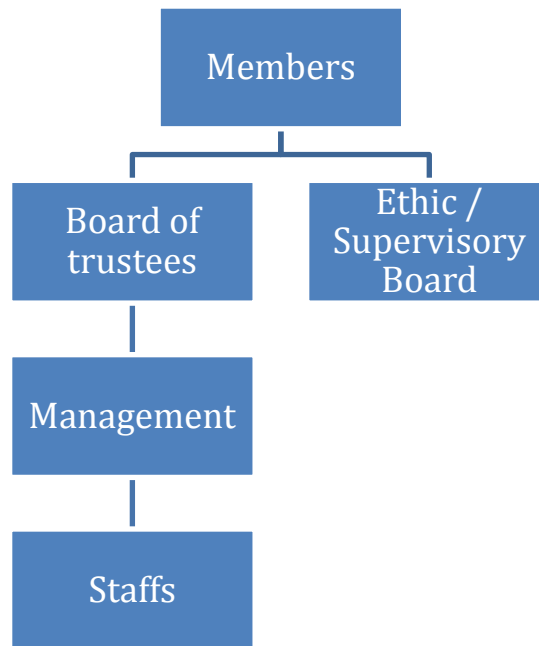 Members
Board of
trustees
Ethic /
Supervisory
Board
Management
Staffs